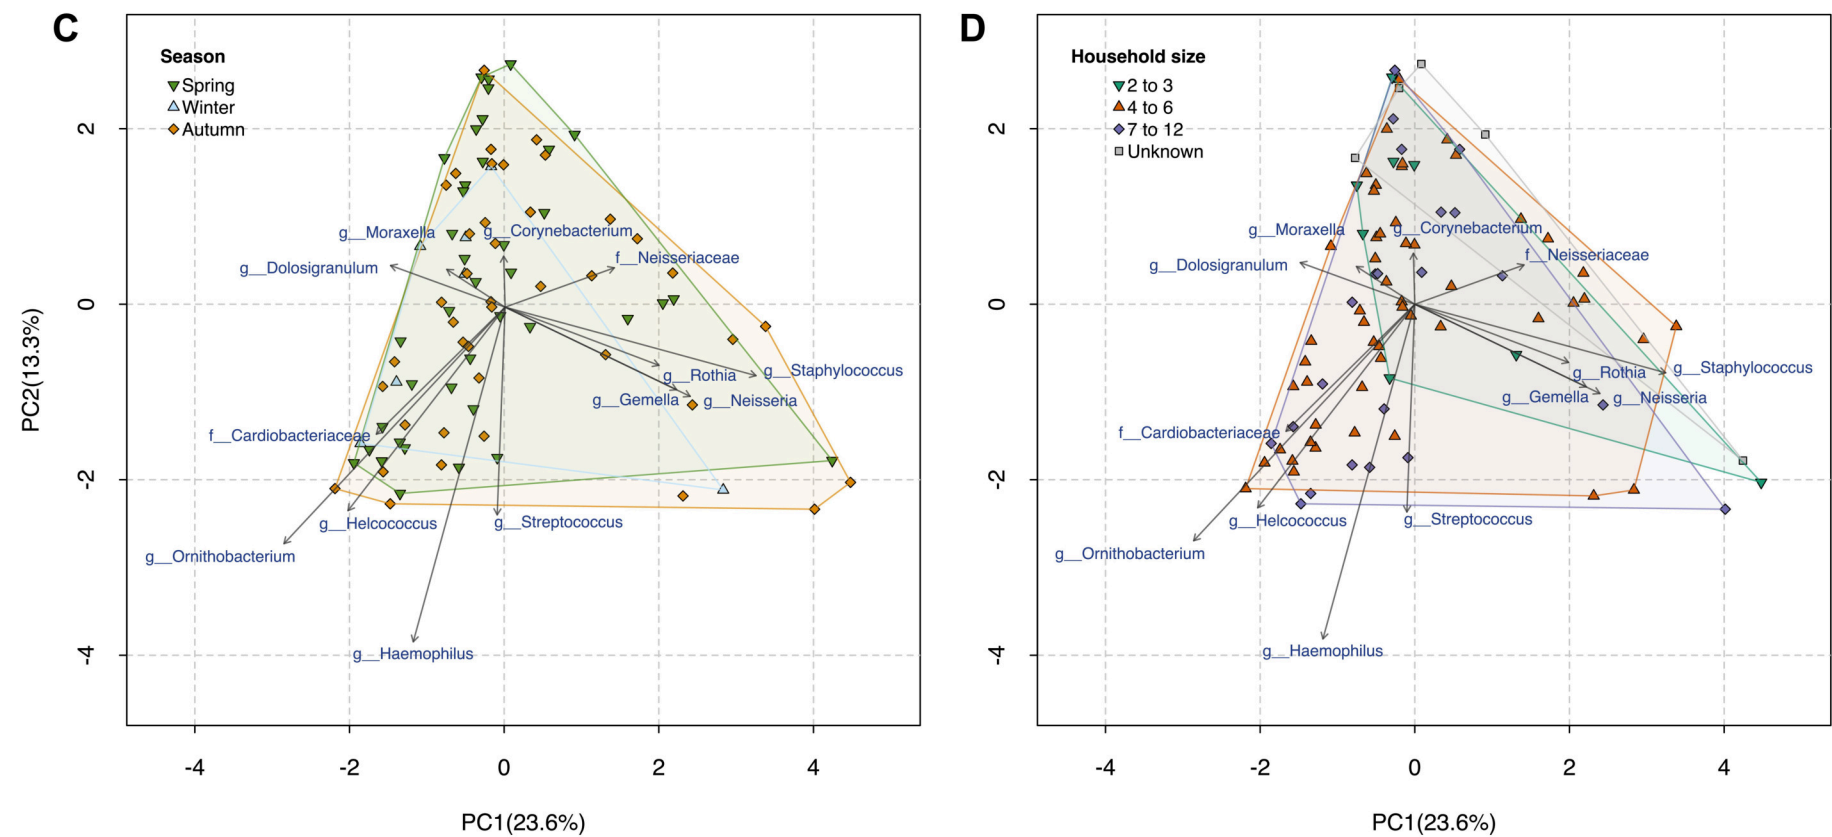 C
Season
Spring
Winter
Autumn
g__Moraxella
g__Corynebacterium
g__Dolosigranulum
f__Neisseriaceae
g__Staphylococcus
g__Rothia
g__Gemella
g__Neisseria
f__Cardiobacteriaceae
g__Helcococcus
g__Streptococcus
g__Ornithobacterium
g__Haemophilus
2
0
-2
-4
PC2(13.3%)
-4
-2
0
2
4
PC1(23.6%)
D
Household size
2 to 3
4 to 6
7 to 12
Unknown
g__Moraxella
g__Corynebacterium
g__Dolosigranulum
f__Neisseriaceae
g__Staphylococcus
g__Rothia
g__Gemella
g__Neisseria
f__Cardiobacteriaceae
g__Helcococcus
g__Streptococcus
g__Ornithobacterium
g__Haemophilus
2
0
-2
-4
-4
-2
0
2
4
PC1(23.6%)